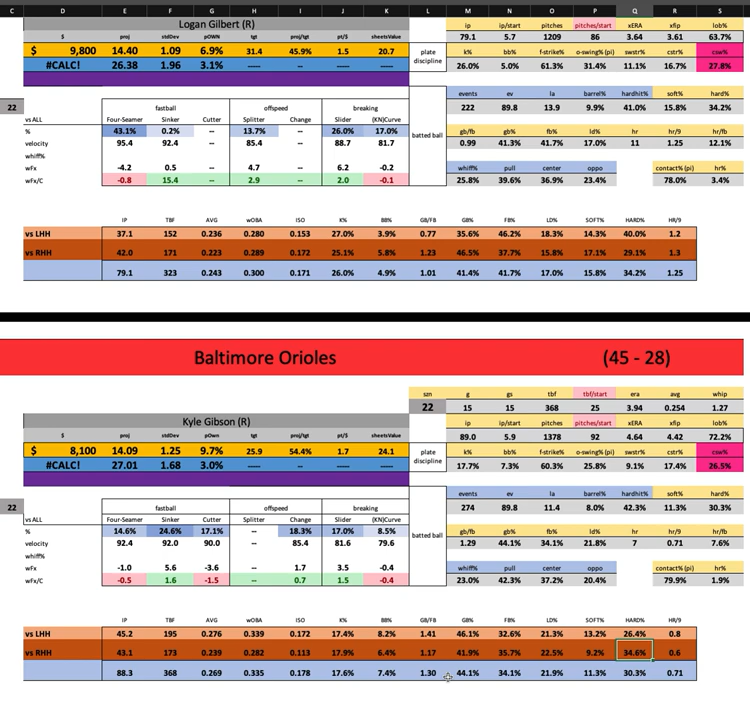 C D E F G H I J K L M N O P Q R S
Logan Gilbert (R) ip ip/start pitches pitches/start xERA xfip lob%
$ proj stdDev pOWN tgt proj/tgt pt/$ sheetsValue 79.1 5.7 1209 86 3.64 3.61 63.7%
$ 9,800 14.40 1.09 6.9% 31.4 45.9% 1.5 20.7 plate discipline k% bb% f-strike% o-swing% (pi) swstr% cstr% csw%
#CALC! 26.38 1.96 3.1% ---- -- ---- ---- 26.0% 5.0% 61.3% 31.4% 11.1% 16.7% 27.8%
events ev la barrel% hardhit% soft% hard%
22 fastball offspeed breaking 222 89.8 13.9 9.9% 41.0% 15.8% 34.2%
vs ALL Four-Seamer Sinker Cutter Splitter Change Slider (KN)Curve
% 43.1% 0.2% -- 13.7% -- 26.0% 17.0% batted ball gb/fb gb% fb% ld% hr hr/9 hr/fb
velocity 95.4 92.4 -- 85.4 -- 88.7 81.7 0.99 41.3% 41.7% 17.0% 11 1.25 12.1%
whiff%
wFx -4.2 0.5 4.7 6.2 -0.2 whiff% pull center oppo contact% (pi) hr%
wFx/C -0.8 15.4 -- 2.9 -- 2.0 -0.1 25.8% 39.6% 36.9% 23.4% 78.0% 3.4%
IP TBF AVG wOBA ISO K% BB% GB/FB GB% FB% LD% SOFT% HARD% HR/9
vs LHH 37.1 152 0.236 0.280 0.153 27.0% 3.9% 0.77 35.6% 46.2% 18.3% 14.3% 40.0% 1.2
vs RHH 42.0 171 0.223 0.289 0.172 25.1% 5.8% 1.23 46.5% 37.7% 15.8% 17.1% 29.1% 1.3
79.1 323 0.243 0.300 0.171 26.0% 4.9% 1.01 41.4% 41.7% 17.0% 15.8% 34.2% 1.25
Baltimore Orioles (45 - 28)
szn g gs tbf tbf/start era avg whip
22 15 15 368 25 3.94 0.254 1.27
Kyle Gibson (R) ip ip/start pitches pitches/start xERA xfip lob%
$ proj stdDev pOwn tgt proj/tgt pt/$ sheetsValue 89.0 5.9 1378 92 4.64 4.42 72.2%
$ 8,100 14.09 1.25 9.7% 25.9 54.4% 1.7 24.1 plate discipline k% bb% f-strike% o-swing% (pi) swstr% cstr% csw%
#CALC! 27.01 1.68 3.0% ---- -- ---- ---- 17.7% 7.3% 60.3% 25.8% 9.1% 17.4% 26.5%
events ev la barrel% hardhit% soft% hard%
22 fastball offspeed breaking 274 89.8 11.4 8.0% 42.3% 11.3% 30.3%
vs ALL Four-Seamer Sinker Cutter Splitter Change Slider (KN)Curve
% 14.6% 24.6% 17.1% -- 18.3% 17.0% 8.5% batted ball gb/fb gb% fb% ld% hr hr/9 hr/fb
velocity 92.4 92.0 90.0 -- 85.4 81.6 79.6 1.29 44.1% 34.1% 21.8% 7 0.71 7.6%
whiff%
wFx -1.0 5.6 -3.6 1.7 3.5 -0.4 whiff% pull center oppo contact% (pi) hr%
wFx/C -0.5 1.6 -1.5 -- 0.7 1.5 -0.4 23.0% 42.3% 37.2% 20.4% 79.9% 1.9%
IP TBF AVG wOBA ISO K% BB% GB/FB GB% FB% LD% SOFT% HARD% HR/9
vs LHH 45.2 195 0.276 0.339 0.172 17.4% 8.2% 1.41 46.1% 32.6% 21.3% 13.2% 26.4% 0.8
vs RHH 43.1 173 0.239 0.282 0.113 17.9% 6.4% 1.17 41.9% 35.7% 22.5% 9.2% 34.6% 0.6
88.3 368 0.269 0.335 0.178 17.6% 7.4% 1.30 44.1% 34.1% 21.9% 11.3% 30.3% 0.71